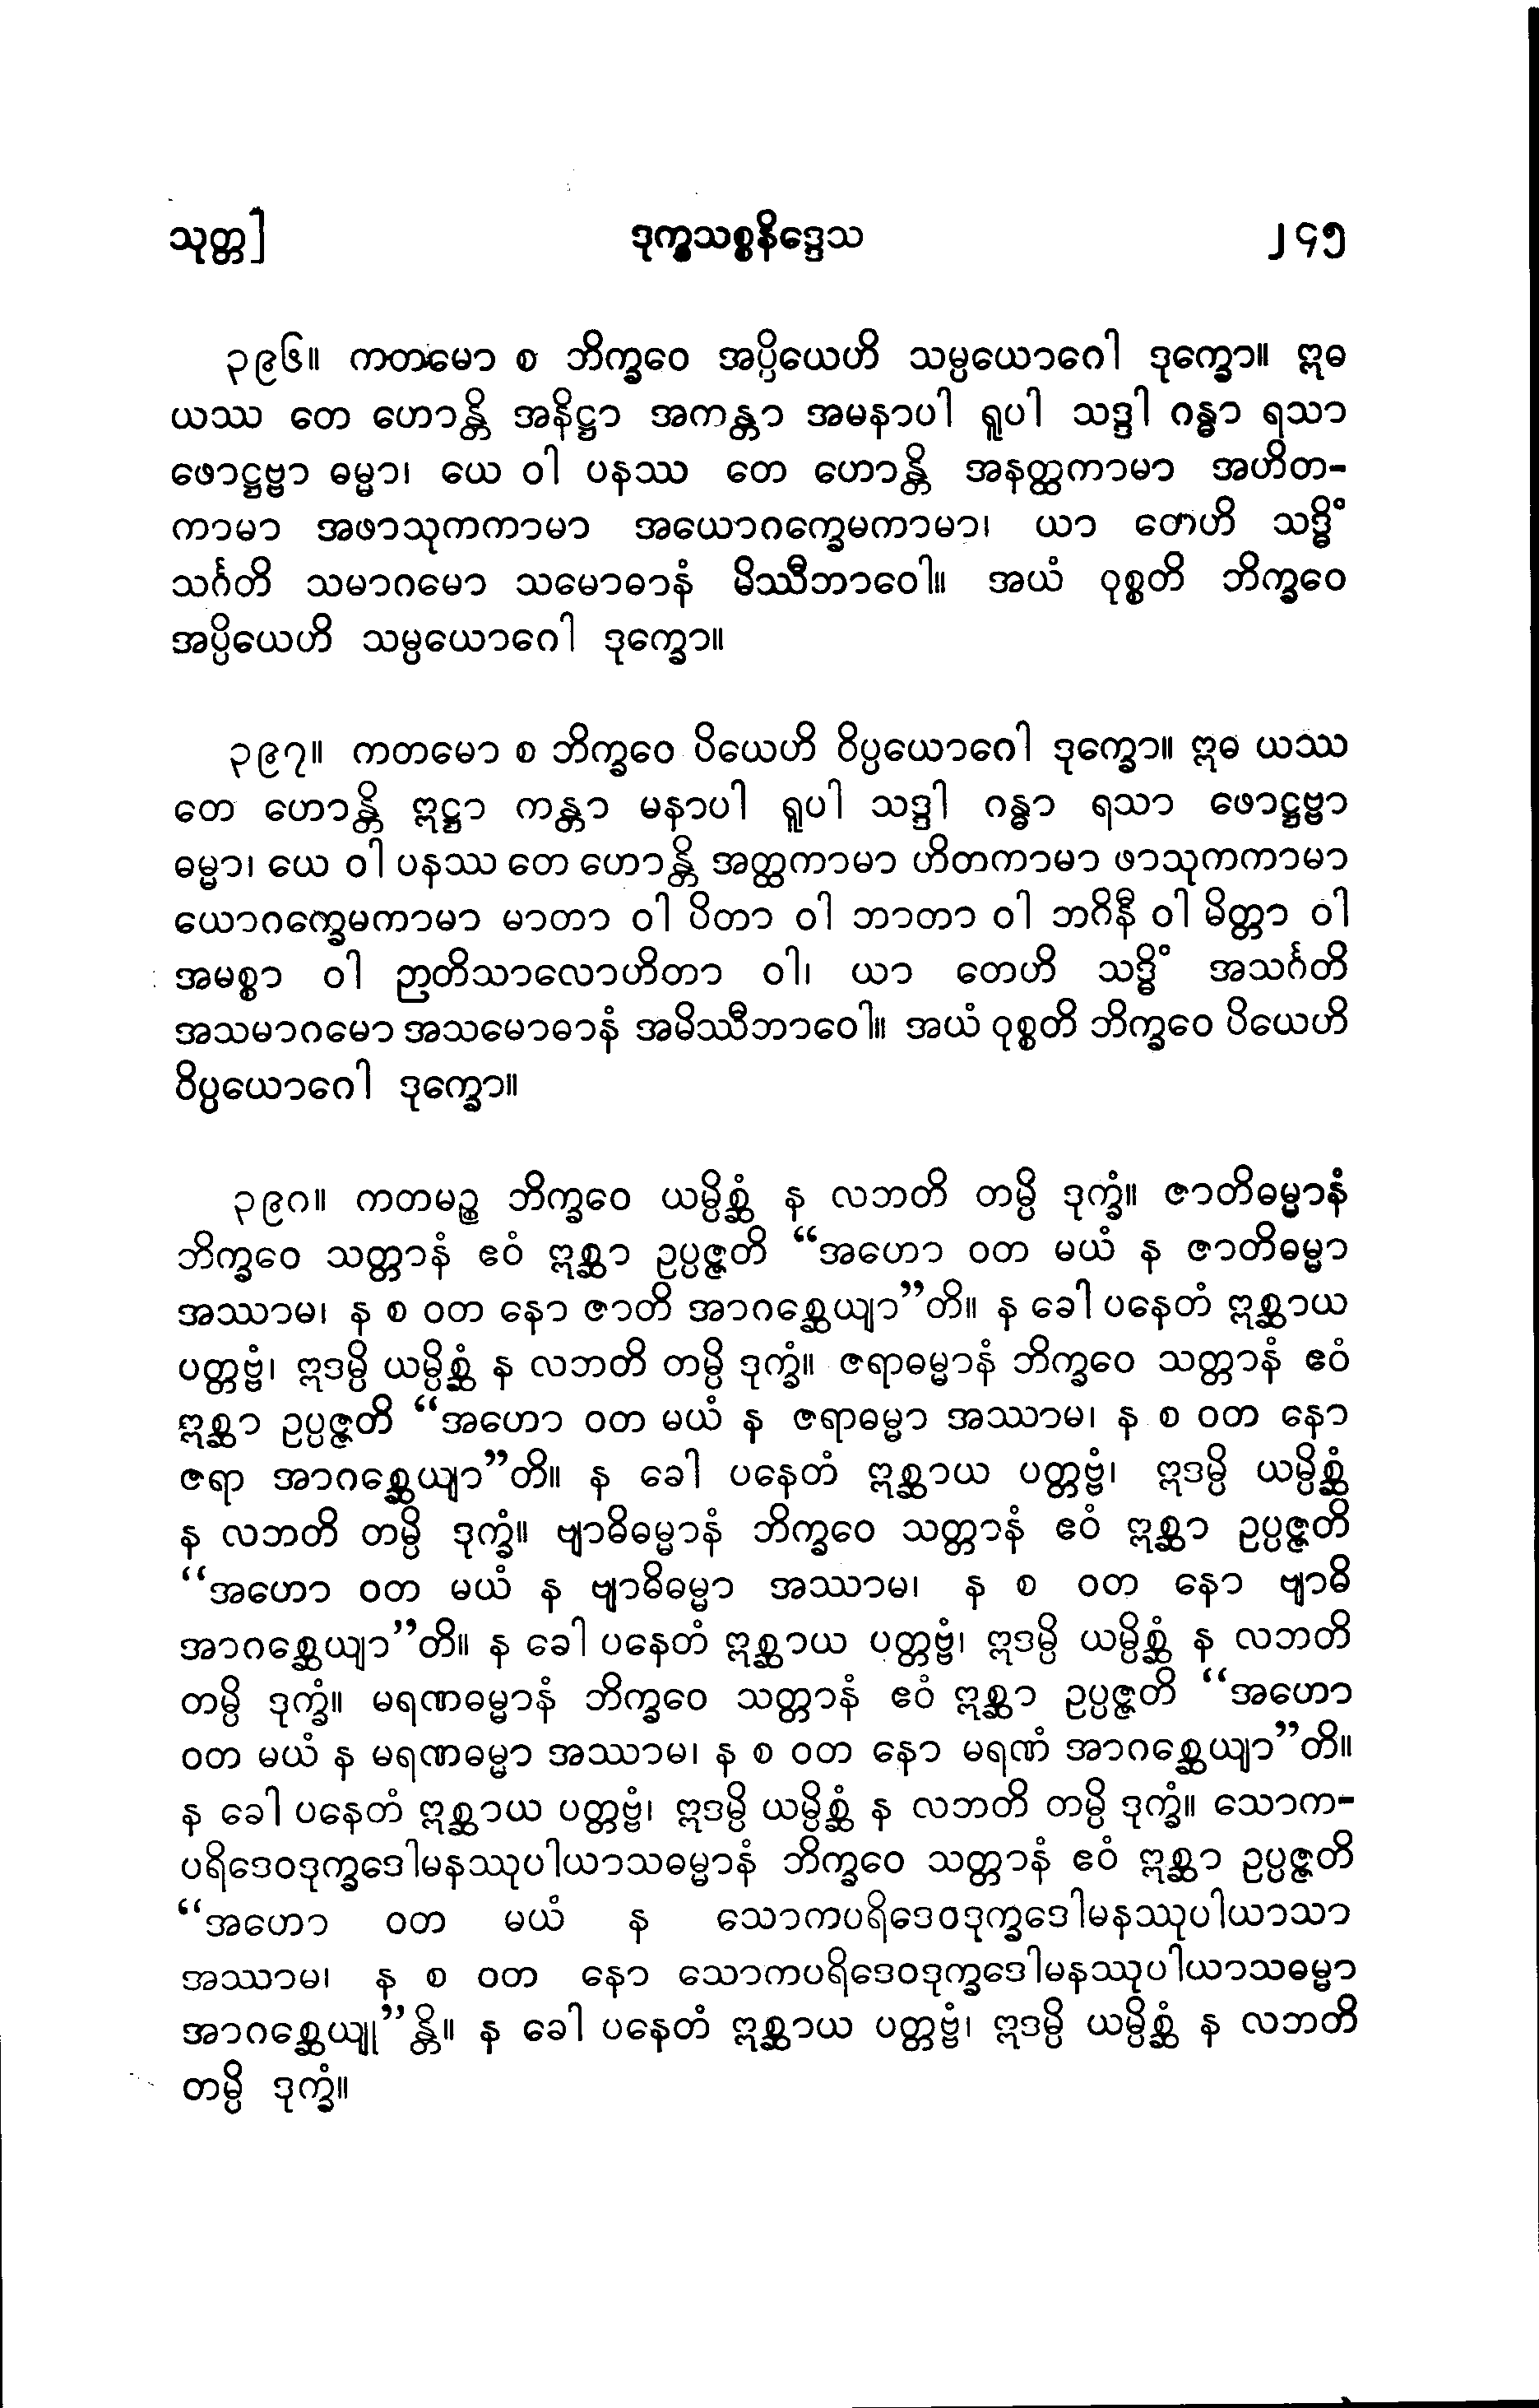 သုတ္တ] ဒုက္ခသစ္စနိဒ္ဒေသ ၂၄၅
၃၉၆။ ကတမော စ ဘိက္ခဝေ အပ္ပိယေဟိ သမ္ပယောဂေါ ဒုက္ခော။ ဣဓ
ယဿ တေ ဟောန္တိ အနိဋ္ဌာ အကန္တာ အမနာပါ ရူပါ သဒ္ဒါ ဂန္ဓာ ရသာ
ဖောဋ္ဌဗ္ဗာ ဓမ္မာ၊ ယေ ဝါ ပနဿ တေ ဟောန္တိ အနတ္ထကာမာ အဟိတ-
ကာမာ အဖာသုကကာမာ အယောဂက္ခေမကာမာ၊ ယာ တေဟိ သဒ္ဓိံ
သင်္ဂတိ သမာဂမော သမောဓာနံ မိဿီဘာဝေါ။ အယံ ဝုစ္စတိ ဘိက္ခဝေ
အပ္ပိယေဟိ သမ္ပယောဂေါ ဒုက္ခော။
၃၉၇။ ကတမော စ ဘိက္ခဝေ ပိယေဟိ ဝိပ္ပယောဂေါ ဒုက္ခော။ ဣဓ ယဿ
တေ ဟောန္တိ ဣဋ္ဌာ ကန္တာ မနာပါ ရူပါ သဒ္ဒါ ဂန္ဓာ ရသာ ဖောဋ္ဌဗ္ဗာ
ဓမ္မာ၊ ယေ ဝါ ပနဿ တေ ဟောန္တိ အတ္ထကာမာ ဟိတကာမာ ဖာသုကကာမာ
ယောဂက္ခေမကာမာ မာတာ ဝါ ပိတာ ဝါ ဘာတာ ဝါ ဘဂိနီ ဝါ မိတ္တာ ဝါ
အမစ္စာ ဝါ ဉာတိသာလောဟိတာ ဝါ၊ ယာ တေဟိ သဒ္ဓိံ အသင်္ဂတိ
အသမာဂမော အသမောဓာနံ အမိဿီဘာဝေါ။ အယံ ဝုစ္စတိ ဘိက္ခဝေ ပိယေဟိ
ဝိပ္ပယောဂေါ ဒုက္ခော။
၃၉၈။ ကတမဉ္စ ဘိက္ခဝေ ယမ္ပိစ္ဆံ န လဘတိ တမ္ပိ ဒုက္ခံ။ ဇာတိဓမ္မာနံ
ဘိက္ခဝေ သတ္တာနံ ဧဝံ ဣစ္ဆာ ဥပ္ပဇ္ဇတိ “အဟော ဝတ မယံ န ဇာတိဓမ္မာ
အဿာမ၊ န စ ဝတ နော ဇာတိ အာဂစ္ဆေယျာ”တိ။ န ခေါ ပနေတံ ဣစ္ဆာယ
ပတ္တဗ္ဗံ၊ ဣဒမ္ပိ ယမ္ပိစ္ဆံ န လဘတိ တမ္ပိ ဒုက္ခံ။ ဇရာဓမ္မာနံ ဘိက္ခဝေ သတ္တာနံ ဧဝံ
ဣစ္ဆာ ဥပ္ပဇ္ဇတိ “အဟော ဝတ မယံ န ဇရာဓမ္မာ အဿာမ၊ န စ ဝတ နော
ဇရာ အာဂစ္ဆေယျာ”တိ။ န ခေါ ပနေတံ ဣစ္ဆာယ ပတ္တဗ္ဗံ၊ ဣဒမ္ပိ ယမ္ပိစ္ဆံ
န လဘတိ တမ္ပိ ဒုက္ခံ။ ဗျာဓိဓမ္မာနံ ဘိက္ခဝေ သတ္တာနံ ဧဝံ ဣစ္ဆာ ဥပ္ပဇ္ဇတိ
“အဟော ဝတ မယံ န ဗျာဓိဓမ္မာ အဿာမ၊ န စ ဝတ နော ဗျာဓိ
အာဂစ္ဆေယျာ”တိ။ န ခေါ ပနေတံ ဣစ္ဆာယ ပတ္တဗ္ဗံ၊ ဣဒမ္ပိ ယမ္ပိစ္ဆံ န လဘတိ
တမ္ပိ ဒုက္ခံ။ မရဏဓမ္မာနံ ဘိက္ခဝေ သတ္တာနံ ဧဝံ ဣစ္ဆာ ဥပ္ပဇ္ဇတိ “အဟော
ဝတ မယံ န မရဏဓမ္မာ အဿာမ၊ န စ ဝတ နော မရဏံ အာဂစ္ဆေယျာ”တိ။
န ခေါ ပနေတံ ဣစ္ဆာယ ပတ္တဗ္ဗံ၊ ဣဒမ္ပိ ယမ္ပိစ္ဆံ န လဘတိ တမ္ပိ ဒုက္ခံ။ သောက-
ပရိဒေဝဒုက္ခဒေါမနဿုပါယာသဓမ္မာနံ ဘိက္ခဝေ သတ္တာနံ ဧဝံ ဣစ္ဆာ ဥပ္ပဇ္ဇတိ
“အဟော ဝတ မယံ န သောကပရိဒေဝဒုက္ခဒေါမနဿုပါယာသာ
အဿာမ၊ န စ ဝတ နော သောကပရိဒေဝဒုက္ခဒေါမနဿုပါယာသဓမ္မာ
အာဂစ္ဆေယျု”န္တိ။ န ခေါ ပနေတံ ဣစ္ဆာယ ပတ္တဗ္ဗံ၊ ဣဒမ္ပိ ယမ္ပိစ္ဆံ န လဘတိ
တမ္ပိ ဒုက္ခံ။